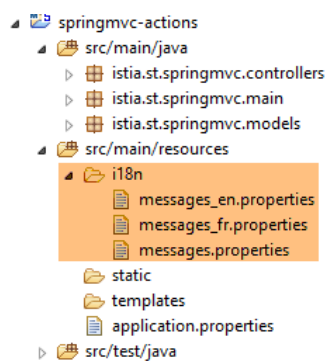 springmvc-actions
src/main/java
istia.st.springmvc.controllers
istia.st.springmvc.main
istia.st.springmvc.models
src/main/resources
i18n
messages_en.properties
messages_fr.properties
messages.properties
static
templates
application.properties
src/test/java